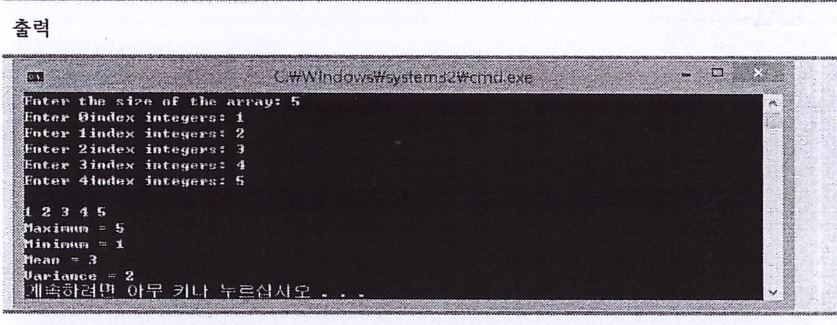 출력
C:₩Windows₩system32₩cmd.exe
Enter the size of the array: 5
Enter 0index integers: 1
Enter 1index integers: 2
Enter 2index integers: 3
Enter 3index integers: 4
Enter 4index integers: 5
1 2 3 4 5
Maximum = 5
Minimum = 1
Mean = 3
Variance = 2
계속하려면 아무 키나 누르십시오 . . .